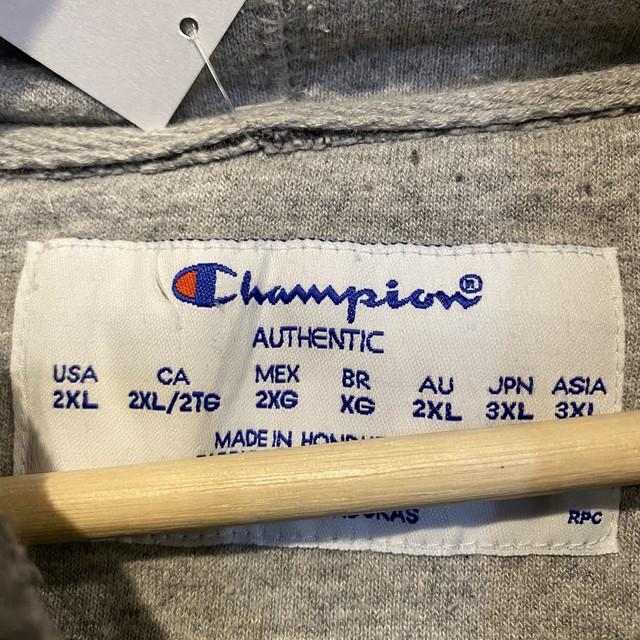 Champion®
AUTHENTIC
USA CA MEX BR AU JPN ASIA
2XL 2XL/2TG 2XG XG 2XL 3XL 3XL
MADE IN
RPC